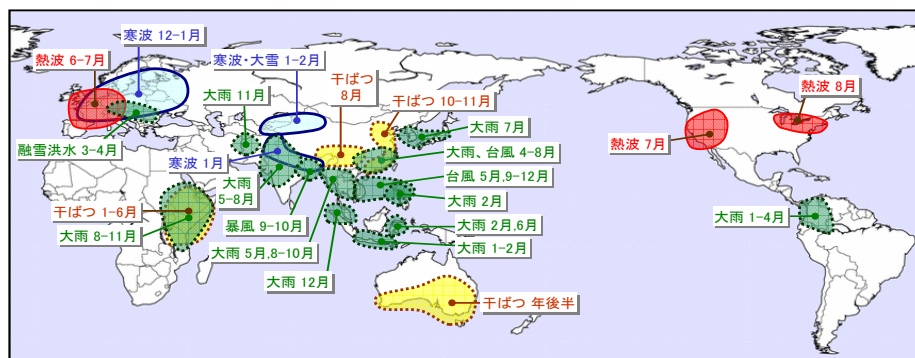 寒波 12-1月
熱波 6-7月
寒波・大雪 1-2月
干ばつ
8月
熱波 8月
大雨 11月
干ばつ 10-11月
大雨 7月
熱波 7月
融雪洪水 3-4月
大雨、台風 4-8月
寒波 1月
台風 5月,9-12月
大雨
5-8月
大雨 2月
干ばつ 1-6月
暴風 9-10月
大雨 2月,6月
大雨 1-4月
大雨 8-11月
大雨 5月,8-10月
大雨 1-2月
大雨 12月
干ばつ 年後半